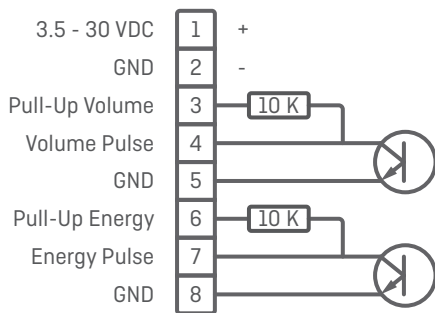 3.5 - 30 VDC 1 +
GND 2 -
Pull-Up Volume 3 10 K
Volume Pulse 4
GND 5
Pull-Up Energy 6 10 K
Energy Pulse 7
GND 8